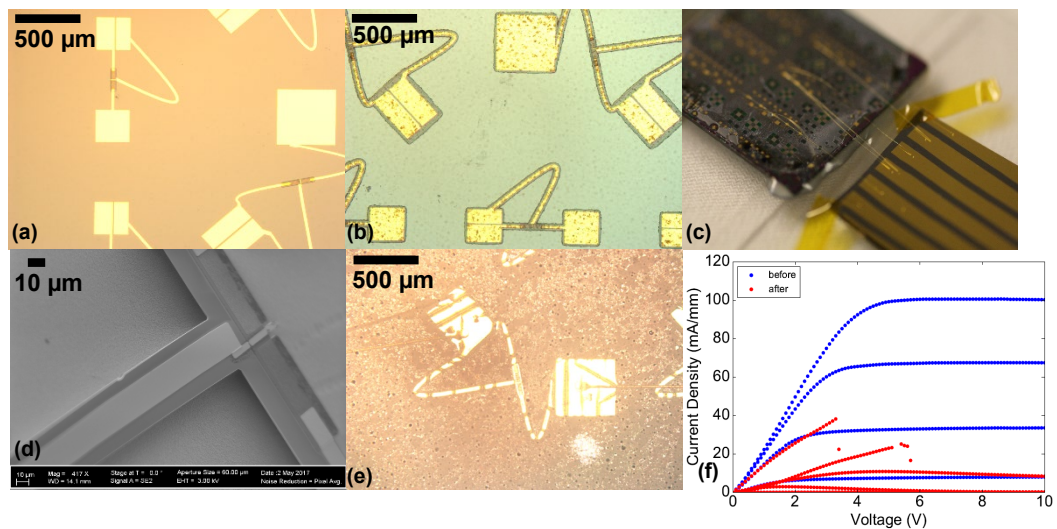 500 µm
(a)
500 µm
(b)
(c)
10 µm
(d)
10 µm
Mag = 417 X
WD = 14.1 mm
Stage at T = 0.0 °
Signal A = SE2
Aperture Size = 60.00 µm
EHT = 3.00 kV
Date :2 May 2017
Noise Reduction = Pixel Avg.
500 µm
(e)
before
after
120
100
80
60
40
20
0
0
2
4
6
8
10
Current Density (mA/mm)
Voltage (V)
(f)